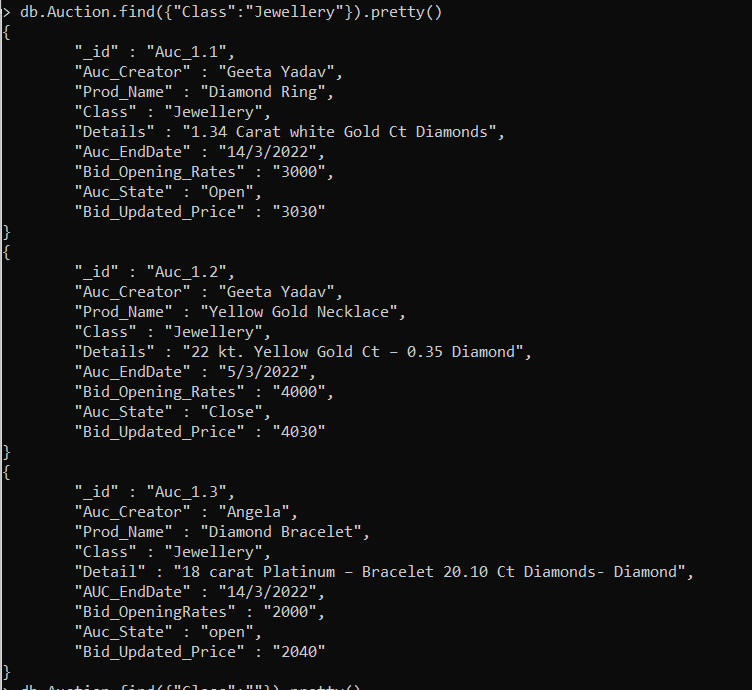 > db.Auction.find({"Class":"Jewellery"}).pretty()
{
        "_id" : "Auc_1.1",
        "Auc_Creator" : "Geeta Yadav",
        "Prod_Name" : "Diamond Ring",
        "Class" : "Jewellery",
        "Details" : "1.34 Carat white Gold Ct Diamonds",
        "Auc_EndDate" : "14/3/2022",
        "Bid_Opening_Rates" : "3000",
        "Auc_State" : "Open",
        "Bid_Updated_Price" : "3030"
}
{
        "_id" : "Auc_1.2",
        "Auc_Creator" : "Geeta Yadav",
        "Prod_Name" : "Yellow Gold Necklace",
        "Class" : "Jewellery",
        "Details" : "22 kt. Yellow Gold Ct – 0.35 Diamond",
        "Auc_EndDate" : "5/3/2022",
        "Bid_Opening_Rates" : "4000",
        "Auc_State" : "Close",
        "Bid_Updated_Price" : "4030"
}
{
        "_id" : "Auc_1.3",
        "Auc_Creator" : "Angela",
        "Prod_Name" : "Diamond Bracelet",
        "Class" : "Jewellery",
        "Detail" : "18 carat Platinum – Bracelet 20.10 Ct Diamonds- Diamond",
        "AUC_EndDate" : "14/3/2022",
        "Bid_OpeningRates" : "2000",
        "Auc_State" : "open",
        "Bid_Updated_Price" : "2040"
}
> db.Auction.find({"Class":""}).pretty()